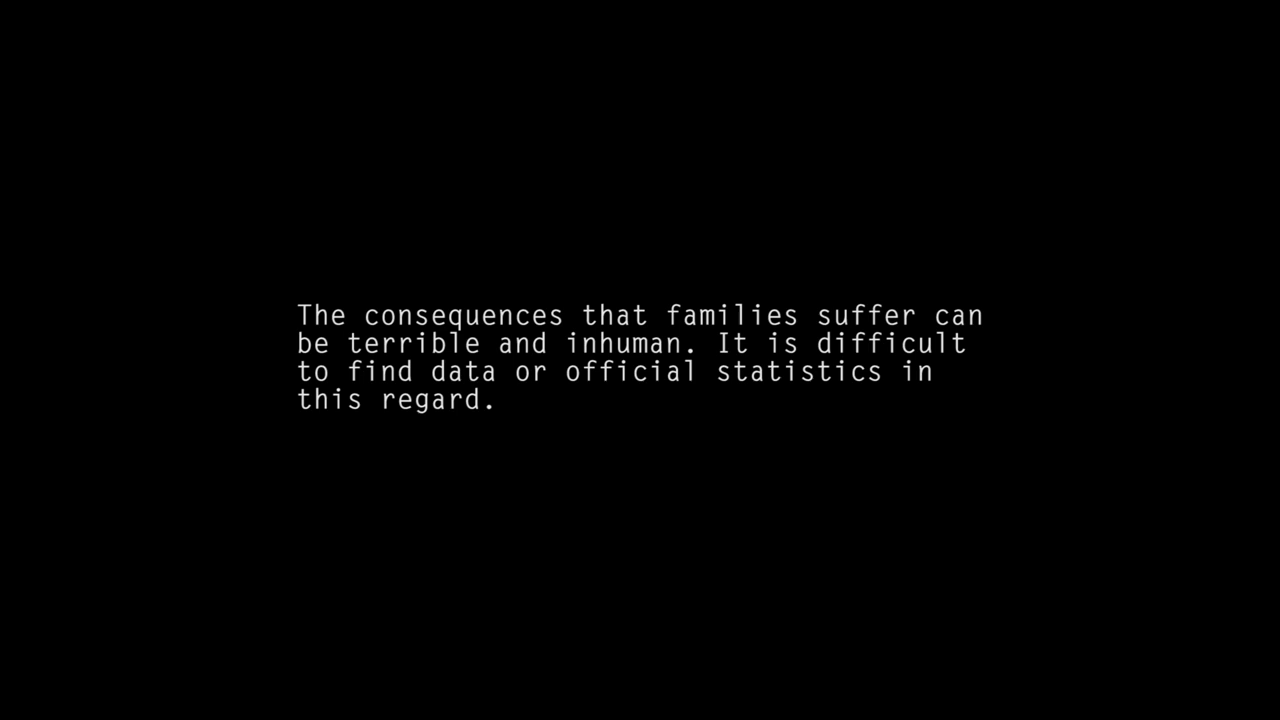 The consequences that families suffer can
be terrible and inhuman. It is difficult
to find data or official statistics in
this regard.